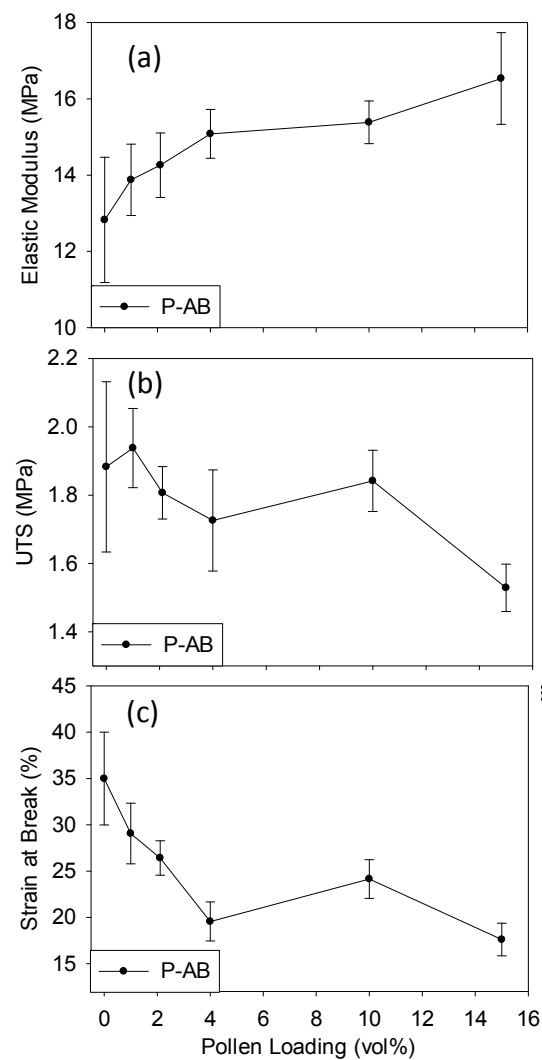 18
(a)
16
14
12
10
Elastic Modulus (MPa)
P-AB
2.2
(b)
2.0
1.8
1.6
1.4
UTS (MPa)
P-AB
45
(c)
40
35
30
25
20
15
Strain at Break (%)
P-AB
0 2 4 6 8 10 12 14 16
Pollen Loading (vol%)